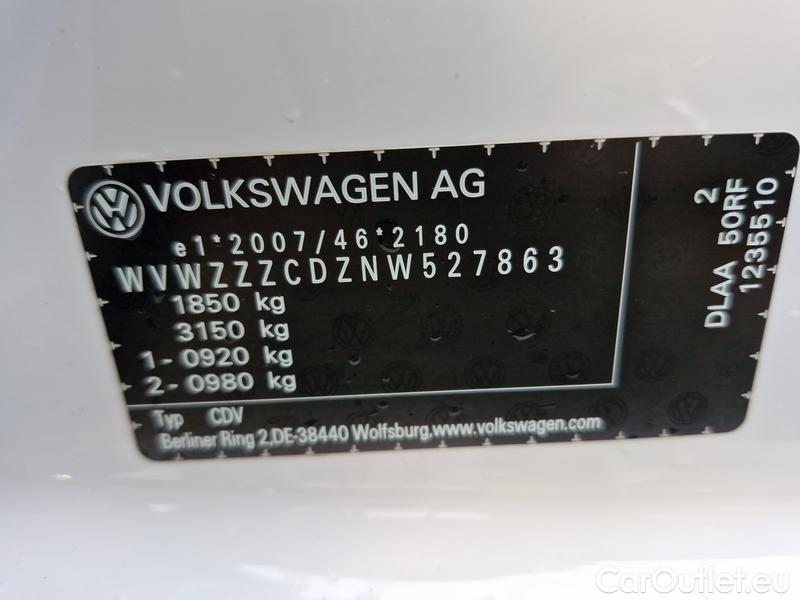 VOLKSWAGEN AG
e1*2007/46*2180
WVWZZZCDZNW527863
1850 kg
3150 kg
1-0920 kg
2-0980 kg
Typ CDV
Berliner Ring 2,DE-38440 Wolfsburg,www.volkswagen.com
2
DLAA 50RF
1235510
CarOutlet.eu